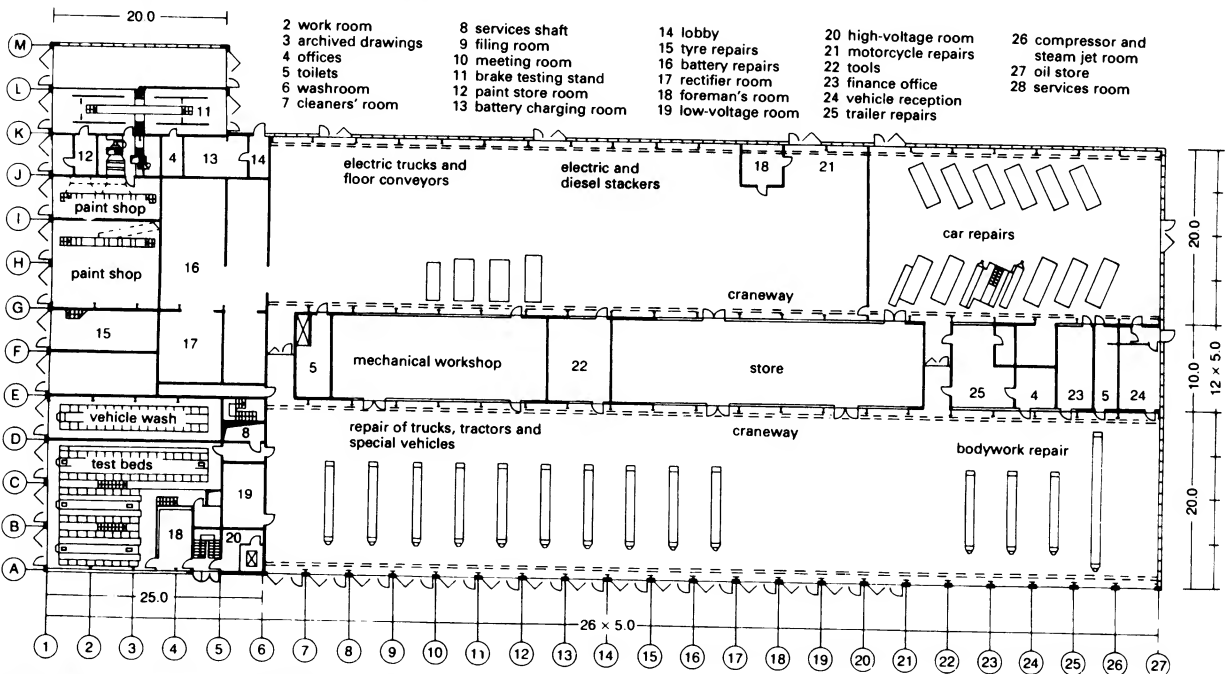 20.0
2 work room
3 archived drawings
4 offices
5 toilets
6 washroom
7 cleaners' room
8 services shaft
9 filing room
10 meeting room
11 brake testing stand
12 paint store room
13 battery charging room
14 lobby
15 tyre repairs
16 battery repairs
17 rectifier room
18 foreman's room
19 low-voltage room
20 high-voltage room
21 motorcycle repairs
22 tools
23 finance office
24 vehicle reception
25 trailer repairs
26 compressor and
steam jet room
27 oil store
28 services room
M
L
11
K
12
4
13
14
electric trucks and
floor conveyors
electric and
diesel stackers
18
21
J
paint shop
I
car repairs
20.0
H
paint shop
16
craneway
G
15
17
F
5
mechanical workshop
22
store
25
4
23
5
24
10.0
12 × 5.0
E
vehicle wash
8
repair of trucks, tractors and
special vehicles
craneway
bodywork repair
D
test beds
C
19
20.0
B
18
20
A
25.0
26 × 5.0
1
2
3
4
5
6
7
8
9
10
11
12
13
14
15
16
17
18
19
20
21
22
23
24
25
26
27